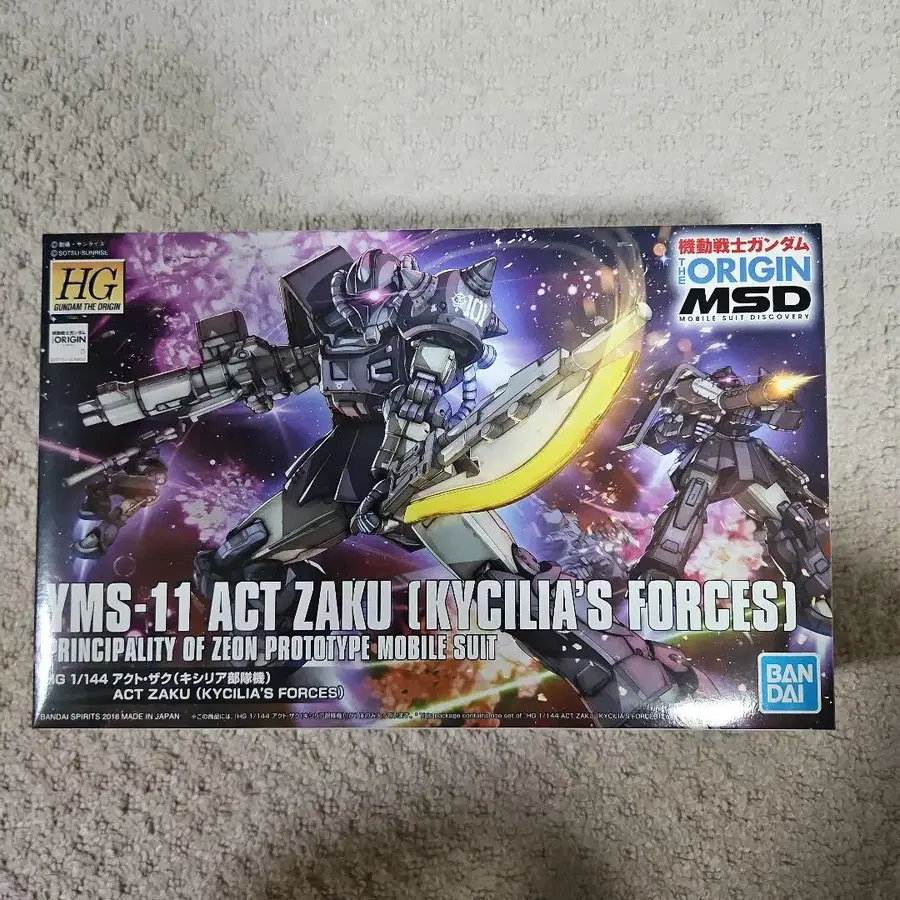 ©創通・サンライズ
©SOTSU・SUNRISE
HG
GUNDAM THE ORIGIN
機動戦士ガンダム
ORIGIN
機動戦士ガンダム
THE ORIGIN
MSD
MOBILE SUIT DISCOVERY
101
YMS-11 ACT ZAKU (KYCILIA'S FORCES)
PRINCIPALITY OF ZEON PROTOTYPE MOBILE SUIT
HG 1/144 アクト・ザク(キシリア部隊機)
ACT ZAKU (KYCILIA'S FORCES)
BAN
DAI
BANDAI SPIRITS 2018 MADE IN JAPAN